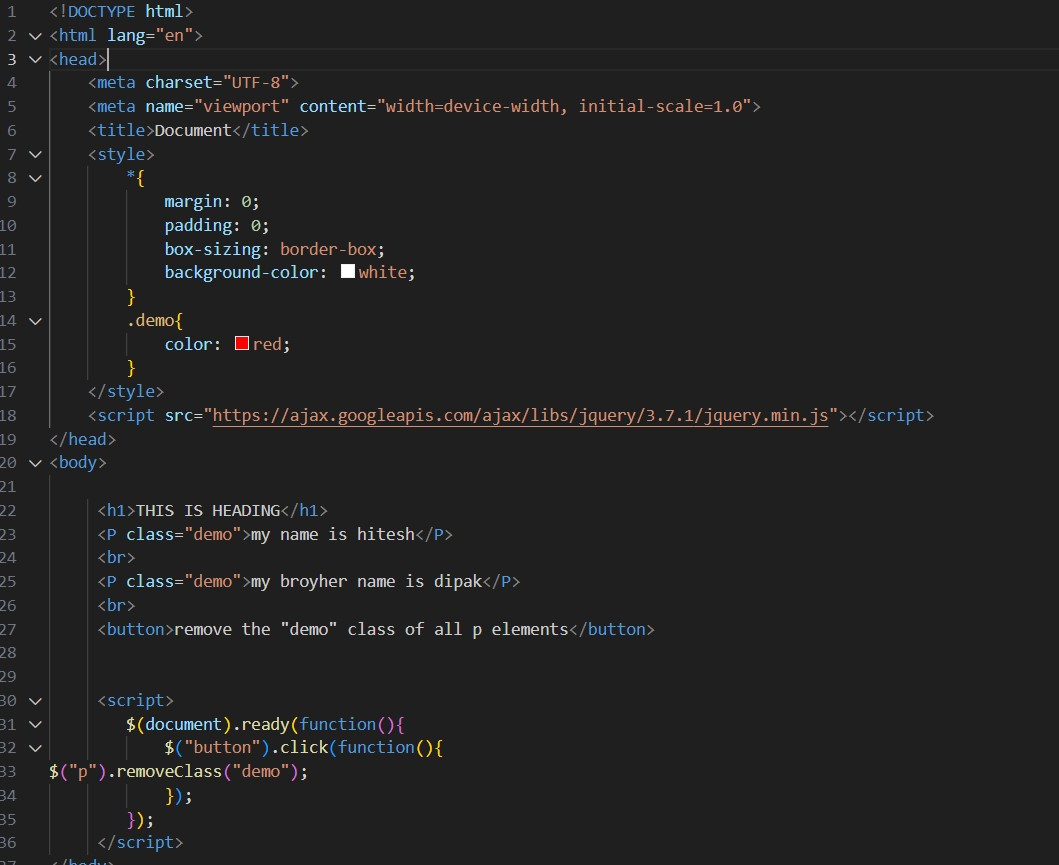 1 <!DOCTYPE html>
2 <html lang="en">
3 <head>
4 <meta charset="UTF-8">
5 <meta name="viewport" content="width=device-width, initial-scale=1.0">
6 <title>Document</title>
7 <style>
8 *{
9 margin: 0;
10 padding: 0;
11 box-sizing: border-box;
12 background-color: white;
13 }
14 .demo{
15 color: red;
16 }
17 </style>
18 <script src="https://ajax.googleapis.com/ajax/libs/jquery/3.7.1/jquery.min.js"></script>
19 </head>
20 <body>
21
22 <h1>THIS IS HEADING</h1>
23 <P class="demo">my name is hitesh</P>
24 <br>
25 <P class="demo">my broyher name is dipak</P>
26 <br>
27 <button>remove the "demo" class of all p elements</button>
28
29
30 <script>
31 $(document).ready(function(){
32 $("button").click(function(){
33 $("p").removeClass("demo");
34 });
35 });
36 </script>
37 </body>